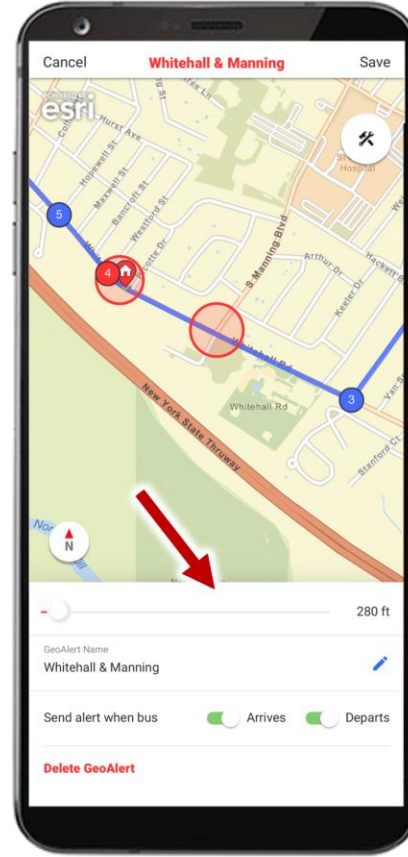 Cancel Whitehall & Manning Save
esri
Hurst Ave
Hopewell St
Maxwell St
Bancroft St
Westford St
Hospital
5
S Manning Blvd
Arthur Dr
Hackett B
4
Keeler Dr
Whitehall Rd
Whitehall Rd
3
New York State Thruway
Stanford Ct
N
280 ft
GeoAlert Name
Whitehall & Manning
Send alert when bus Arrives Departs
Delete GeoAlert